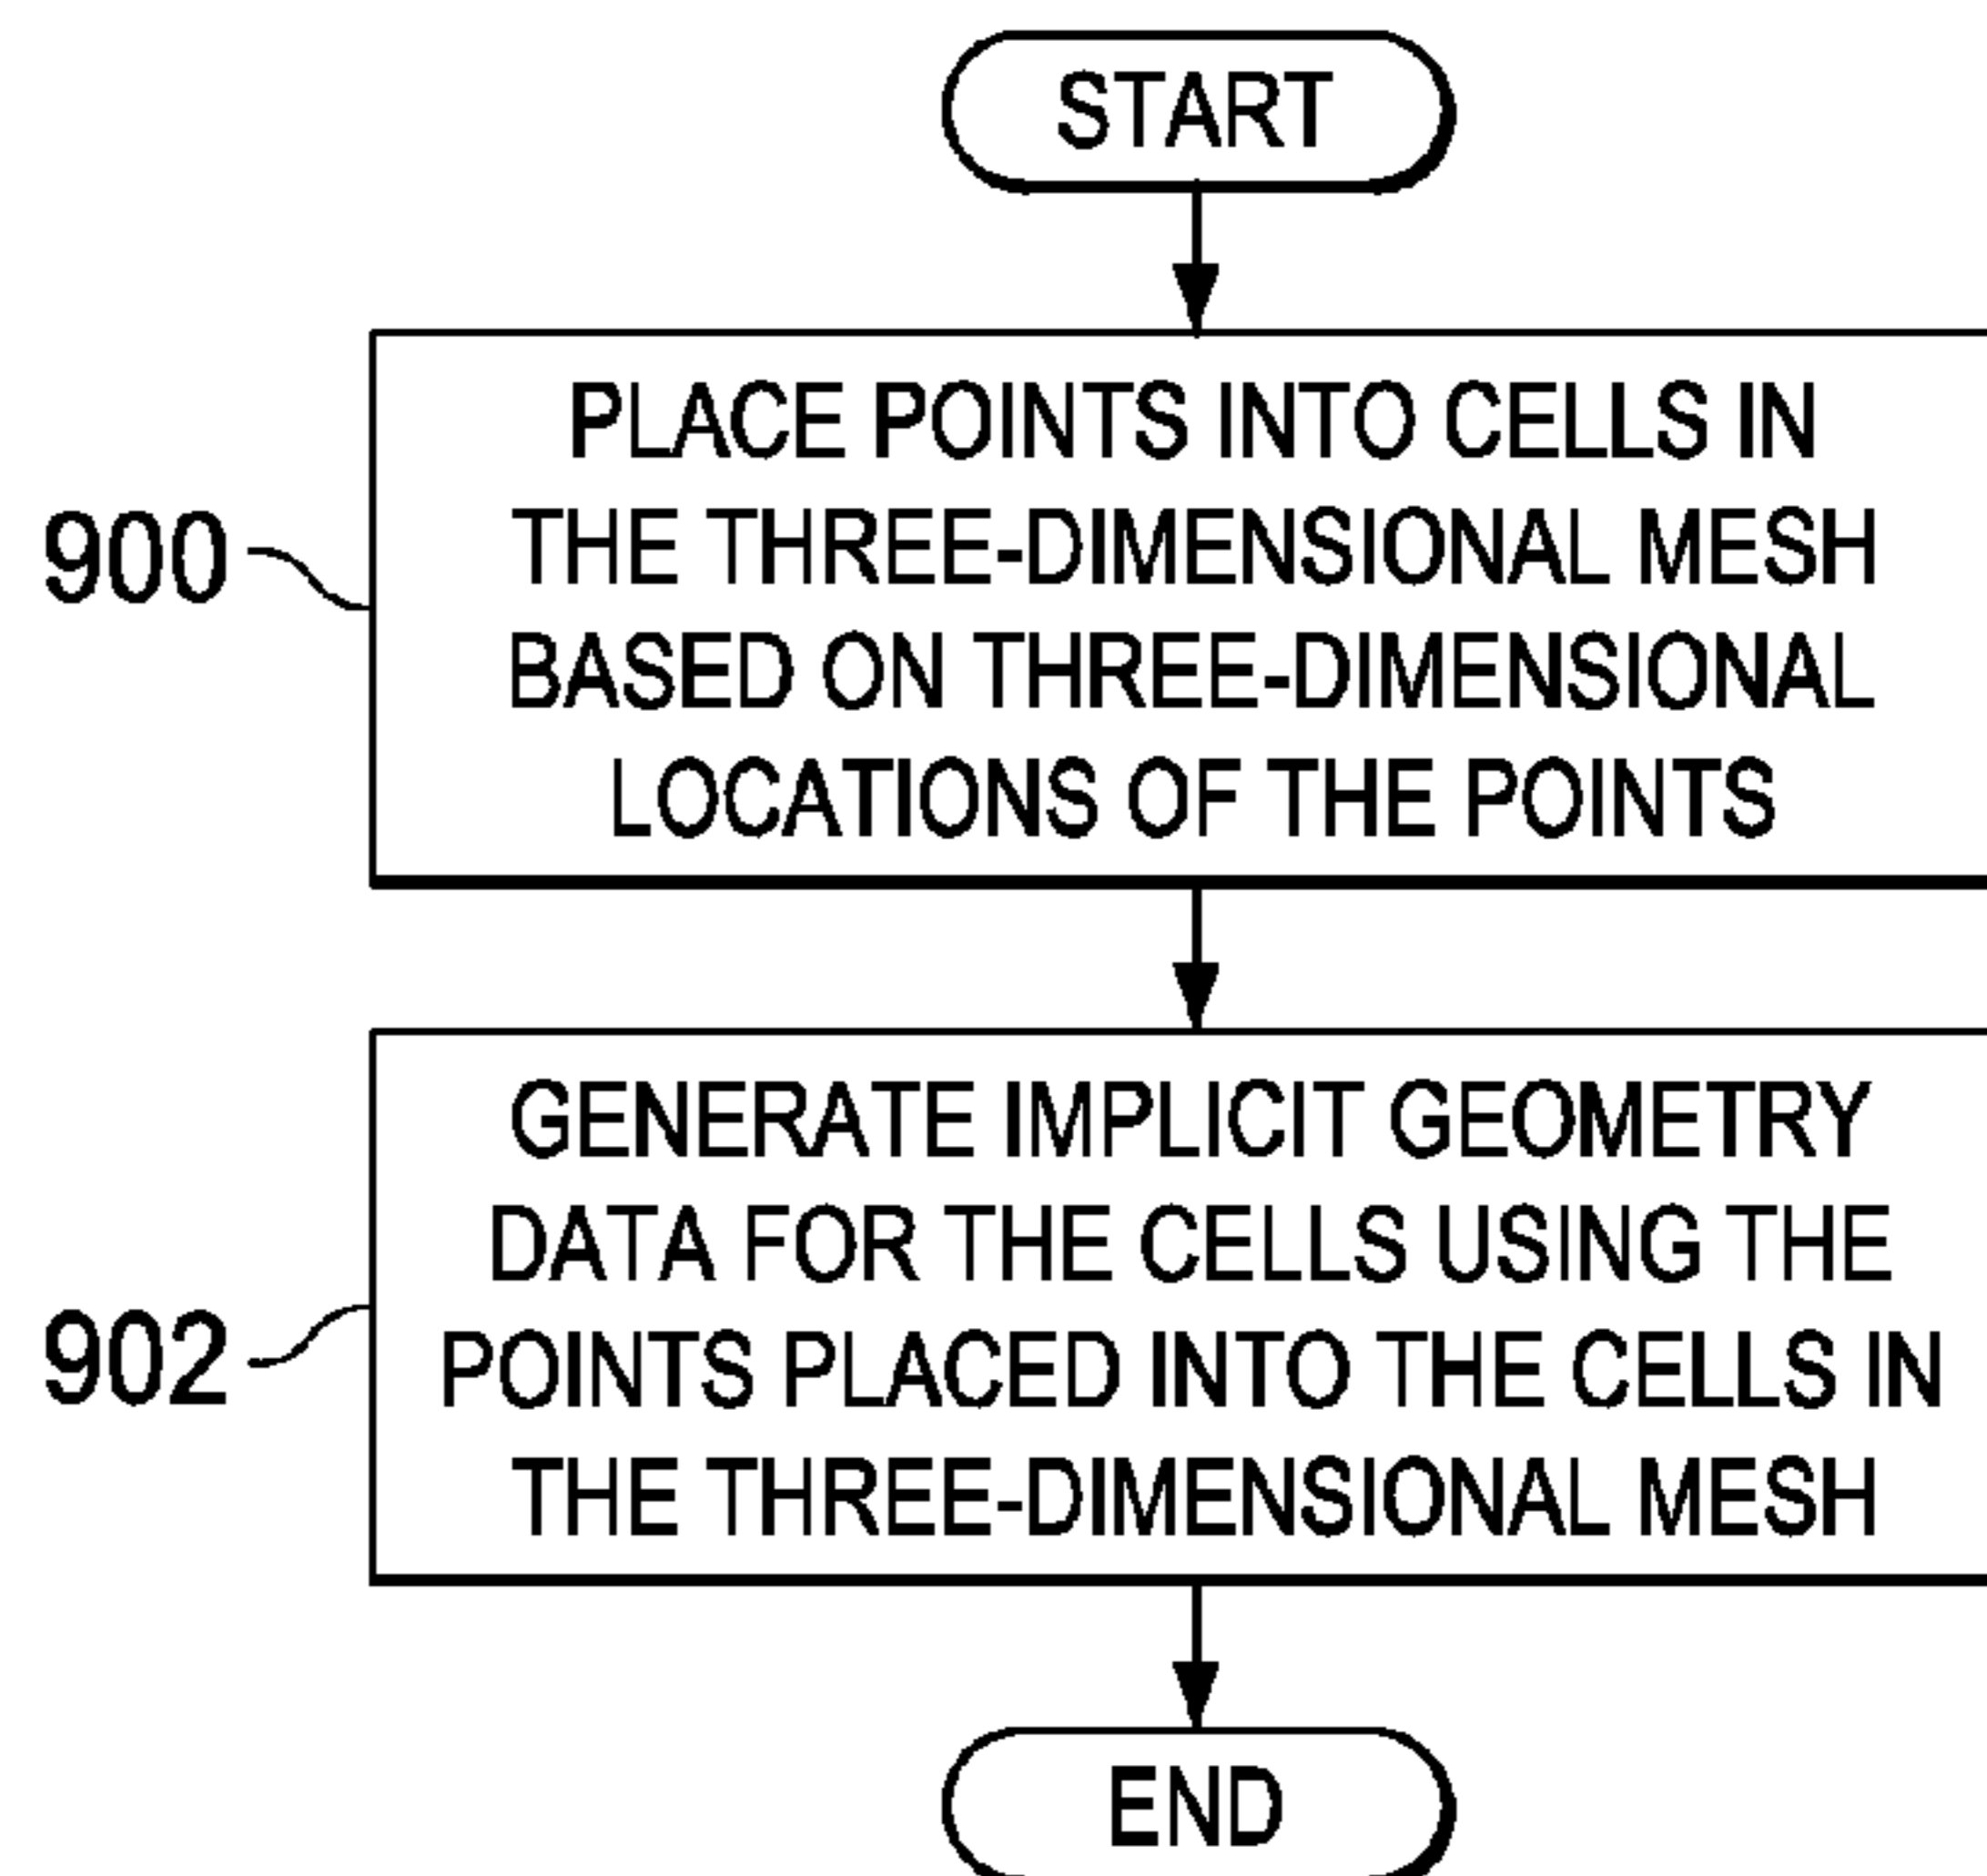 START
PLACE POINTS INTO CELLS IN
THE THREE-DIMENSIONAL MESH
BASED ON THREE-DIMENSIONAL
LOCATIONS OF THE POINTS
900
GENERATE IMPLICIT GEOMETRY
DATA FOR THE CELLS USING THE
POINTS PLACED INTO THE CELLS IN
THE THREE-DIMENSIONAL MESH
902
END